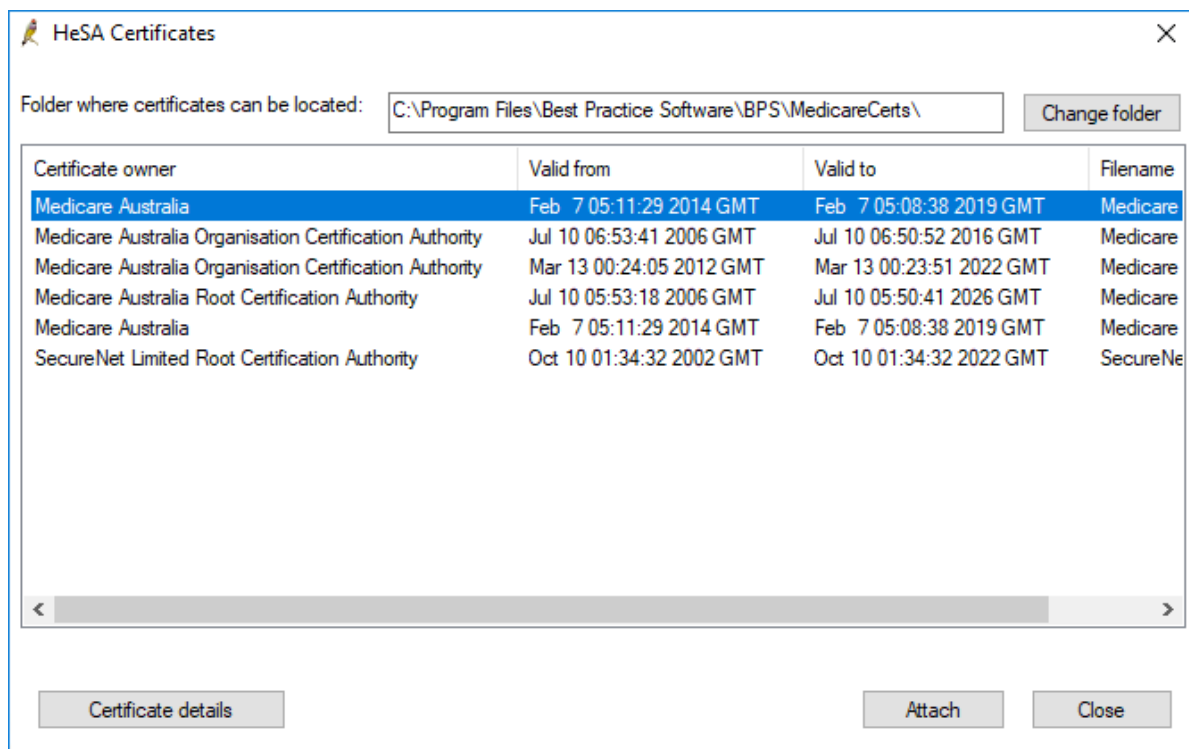 HeSA Certificates
Folder where certificates can be located: C:\Program Files\Best Practice Software\BPS\MedicareCerts\ Change folder
Certificate owner Valid from Valid to Filename
Medicare Australia Feb 7 05:11:29 2014 GMT Feb 7 05:08:38 2019 GMT Medicare
Medicare Australia Organisation Certification Authority Jul 10 06:53:41 2006 GMT Jul 10 06:50:52 2016 GMT Medicare
Medicare Australia Organisation Certification Authority Mar 13 00:24:05 2012 GMT Mar 13 00:23:51 2022 GMT Medicare
Medicare Australia Root Certification Authority Jul 10 05:53:18 2006 GMT Jul 10 05:50:41 2026 GMT Medicare
Medicare Australia Feb 7 05:11:29 2014 GMT Feb 7 05:08:38 2019 GMT Medicare
SecureNet Limited Root Certification Authority Oct 10 01:34:32 2002 GMT Oct 10 01:34:32 2022 GMT SecureNe
Certificate details Attach Close